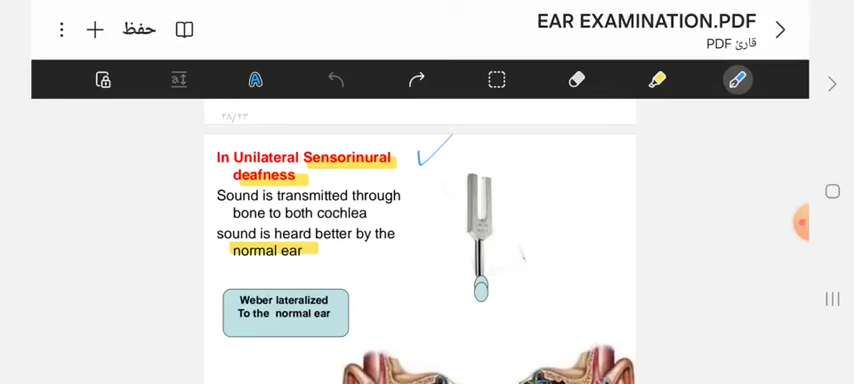 EAR EXAMINATION.PDF
قارئ PDF
حفظ
٢٨/٢٣
In Unilateral Sensorinural
deafness
Sound is transmitted through
bone to both cochlea
sound is heard better by the
normal ear
Weber lateralized
To the normal ear